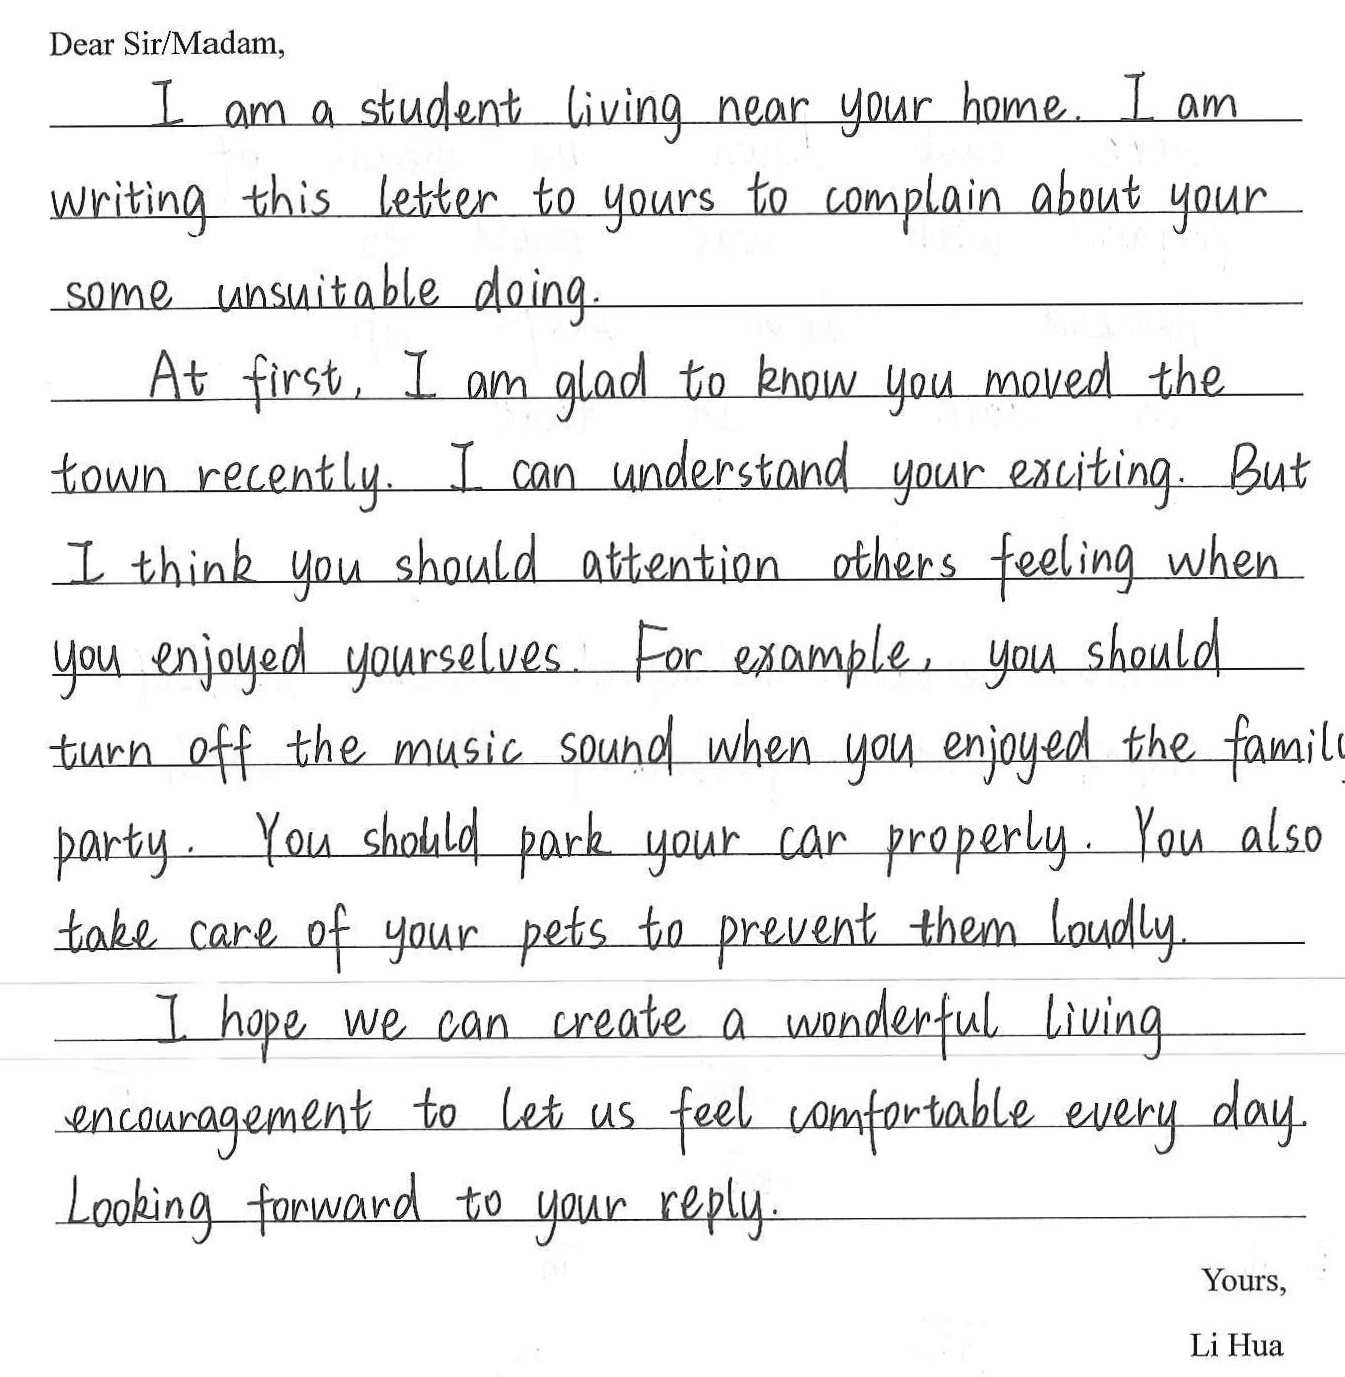 Dear Sir/Madam,
I am a student living near your home. I am
writing this letter to yours to complain about your
some unsuitable doing.
At first, I am glad to know you moved the
town recently. I can understand your exciting. But
I think you should attention others feeling when
you enjoyed yourselves. For example, you should
turn off the music sound when you enjoyed the family
party. You should park your car properly. You also
take care of your pets to prevent them loudly.
I hope we can create a wonderful living
encouragement to let us feel comfortable every day.
Looking forward to your reply.
Yours,
Li Hua